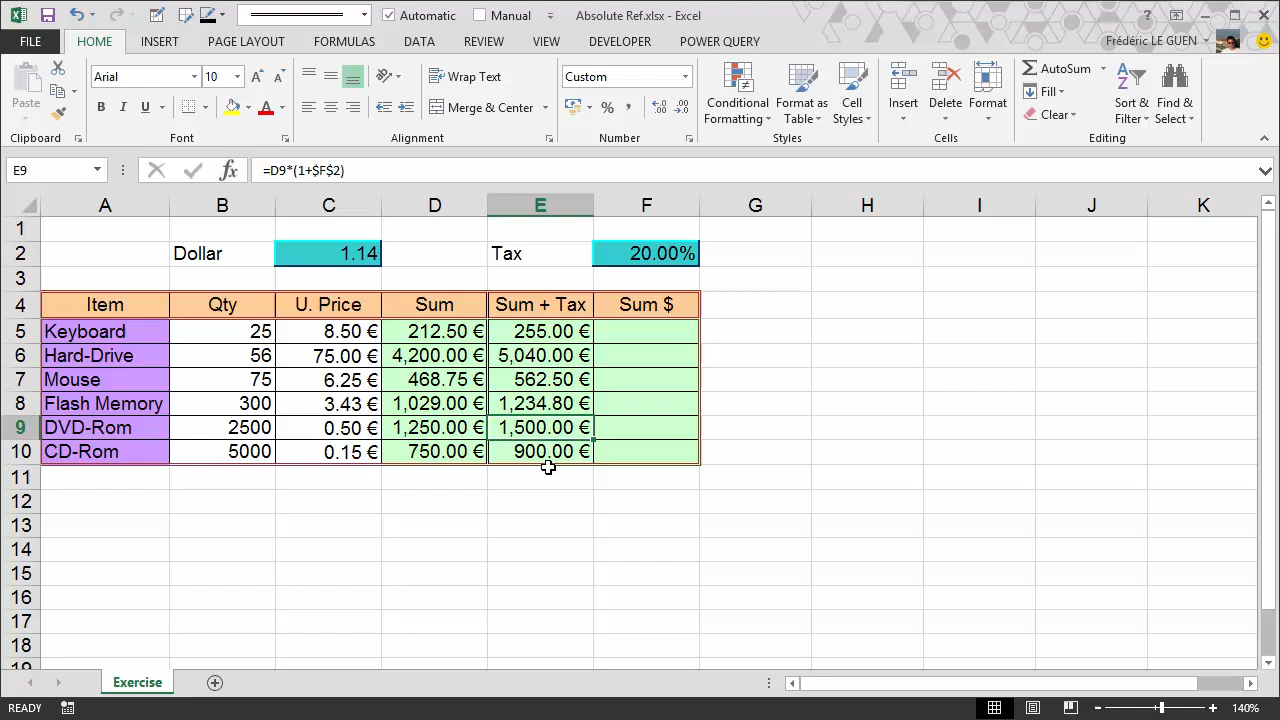 Automatic Manual Absolute Ref.xlsx - Excel ?
FILE HOME INSERT PAGE LAYOUT FORMULAS DATA REVIEW VIEW DEVELOPER POWER QUERY Frédéric LE GUEN
Paste Arial 10 Wrap Text Custom AutoSum
B I U Merge & Center % Conditional Formatting Format as Table Cell Styles Insert Delete Format Fill Clear Sort & Filter Find & Select
Clipboard Font Alignment Number Styles Cells Editing
E9 fx =D9*(1+$F$2)
A B C D E F G H I J K
1
2 Dollar 1.14 Tax 20.00%
3
4 Item Qty U. Price Sum Sum + Tax Sum $
5 Keyboard 25 8.50 € 212.50 € 255.00 €
6 Hard-Drive 56 75.00 € 4,200.00 € 5,040.00 €
7 Mouse 75 6.25 € 468.75 € 562.50 €
8 Flash Memory 300 3.43 € 1,029.00 € 1,234.80 €
9 DVD-Rom 2500 0.50 € 1,250.00 € 1,500.00 €
10 CD-Rom 5000 0.15 € 750.00 € 900.00 €
11
12
13
14
15
16
17
18
19
Exercise
READY 140%